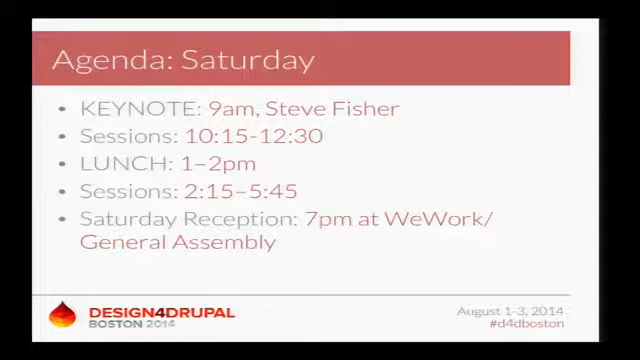 Agenda: Saturday
• KEYNOTE: 9am, Steve Fisher
• Sessions: 10:15-12:30
• LUNCH: 1–2pm
• Sessions: 2:15–5:45
• Saturday Reception: 7pm at WeWork/
General Assembly
DESIGN4DRUPAL
BOSTON 2014
August 1-3, 2014
#d4dboston